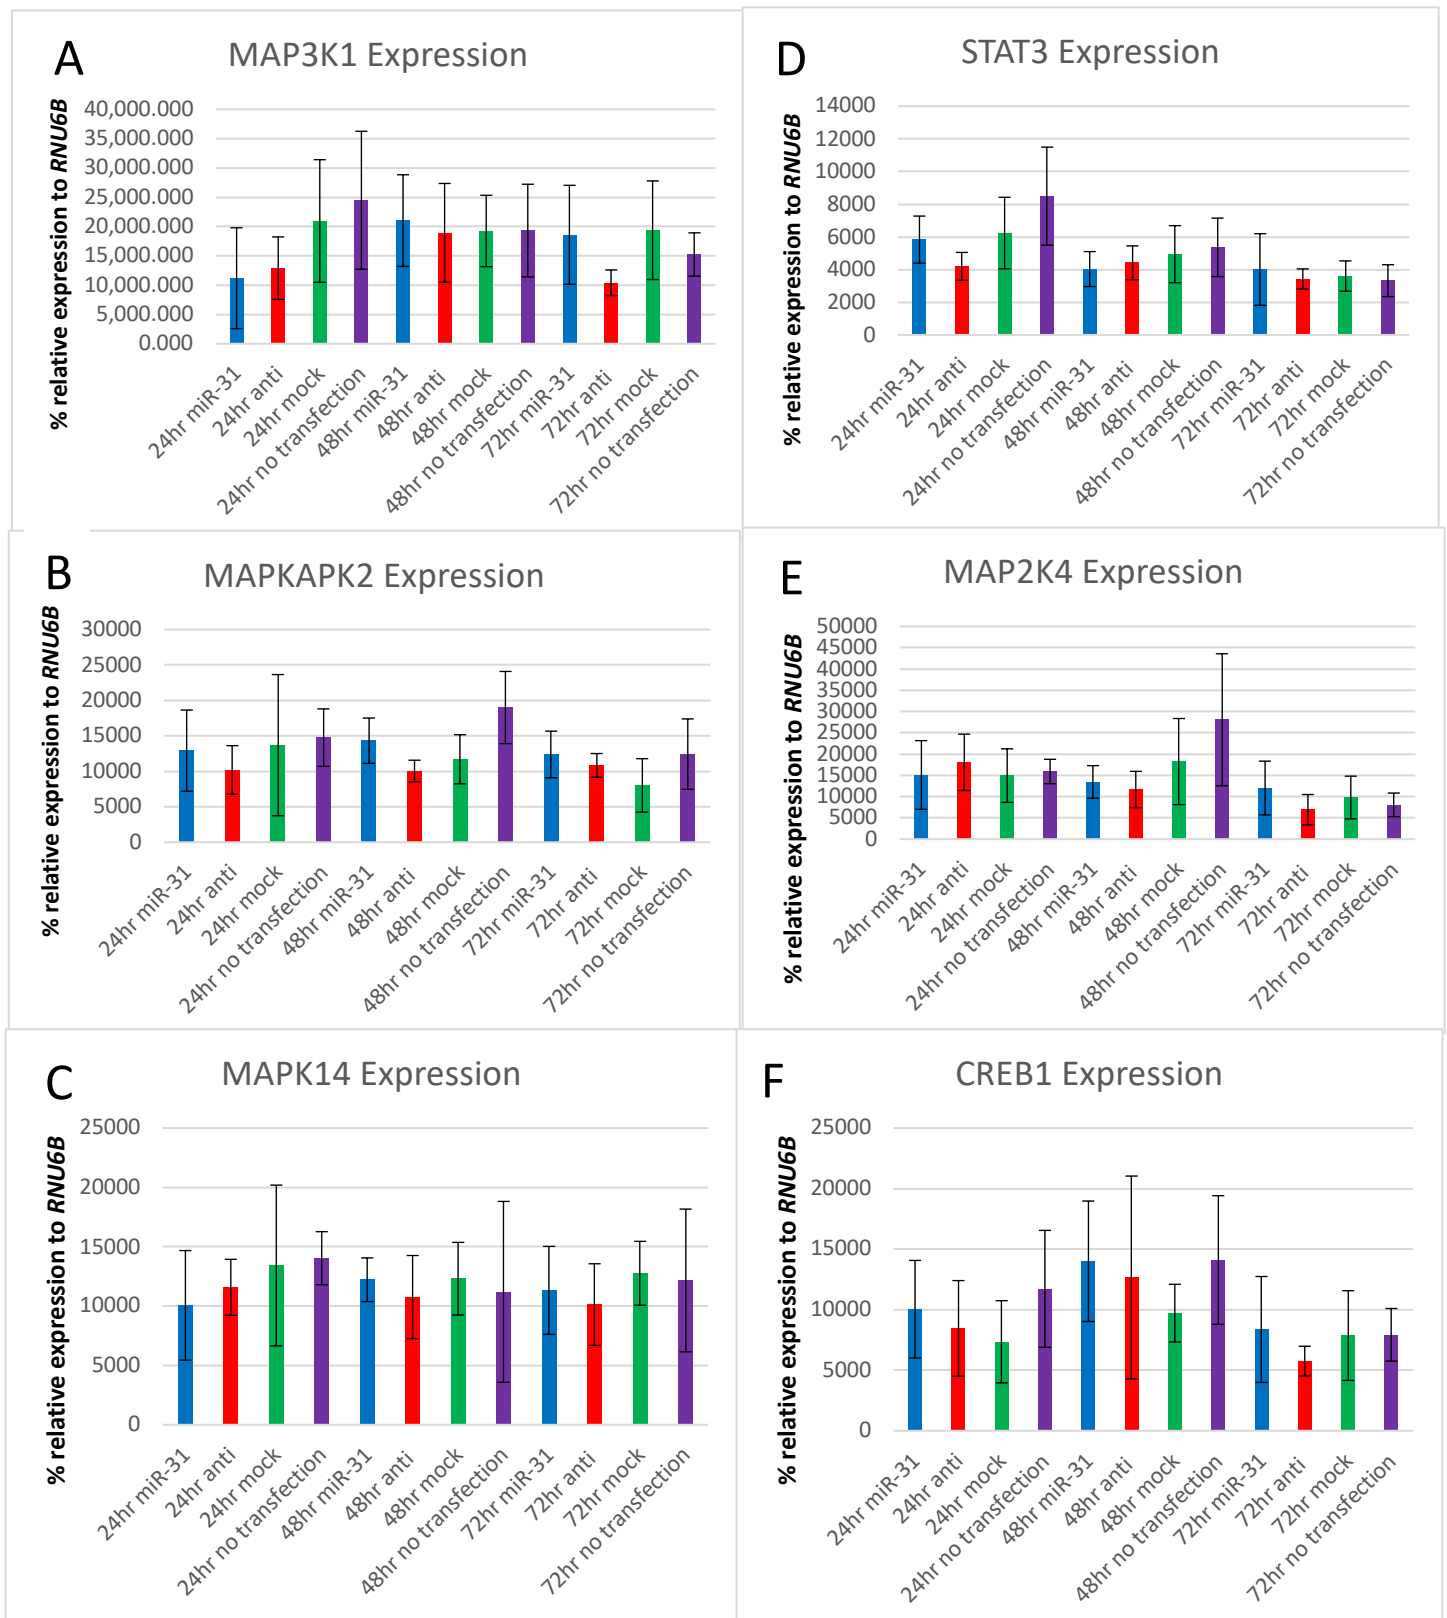 A
MAP3K1 Expression
% relative expression to RNU6B
40,000.000
35,000.000
30,000.000
25,000.000
20,000.000
15,000.000
10,000.000
5,000.000
0.000
24hr miR-31
24hr anti
24hr mock
24hr no transfection
48hr miR-31
48hr anti
48hr mock
48hr no transfection
72hr miR-31
72hr anti
72hr mock
72hr no transfection
B
MAPKAPK2 Expression
% relative expression to RNU6B
30000
25000
20000
15000
10000
5000
0
24hr miR-31
24hr anti
24hr mock
24hr no transfection
48hr miR-31
48hr anti
48hr mock
48hr no transfection
72hr miR-31
72hr anti
72hr mock
72hr no transfection
C
MAPK14 Expression
% relative expression to RNU6B
25000
20000
15000
10000
5000
0
24hr miR-31
24hr anti
24hr mock
24hr no transfection
48hr miR-31
48hr anti
48hr mock
48hr no transfection
72hr miR-31
72hr anti
72hr mock
72hr no transfection
D
STAT3 Expression
% relative expression to RNU6B
14000
12000
10000
8000
6000
4000
2000
0
24hr miR-31
24hr anti
24hr mock
24hr no transfection
48hr miR-31
48hr anti
48hr mock
48hr no transfection
72hr miR-31
72hr anti
72hr mock
72hr no transfection
E
MAP2K4 Expression
% relative expression to RNU6B
50000
45000
40000
35000
30000
25000
20000
15000
10000
5000
0
24hr miR-31
24hr anti
24hr mock
24hr no transfection
48hr miR-31
48hr anti
48hr mock
48hr no transfection
72hr miR-31
72hr anti
72hr mock
72hr no transfection
F
CREB1 Expression
% relative expression to RNU6B
25000
20000
15000
10000
5000
0
24hr miR-31
24hr anti
24hr mock
24hr no transfection
48hr miR-31
48hr anti
48hr mock
48hr no transfection
72hr miR-31
72hr anti
72hr mock
72hr no transfection